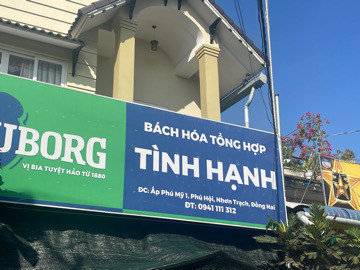 UBORG
VỊ BIA TUYỆT HẢO TỪ 1880
BÁCH HÓA TỔNG HỢP
TÌNH HẠNH
ĐC: Ấp Phú Mỹ 1, Phú Hội, Nhơn Trạch, Đồng Nai
ĐT: 0941 111 312